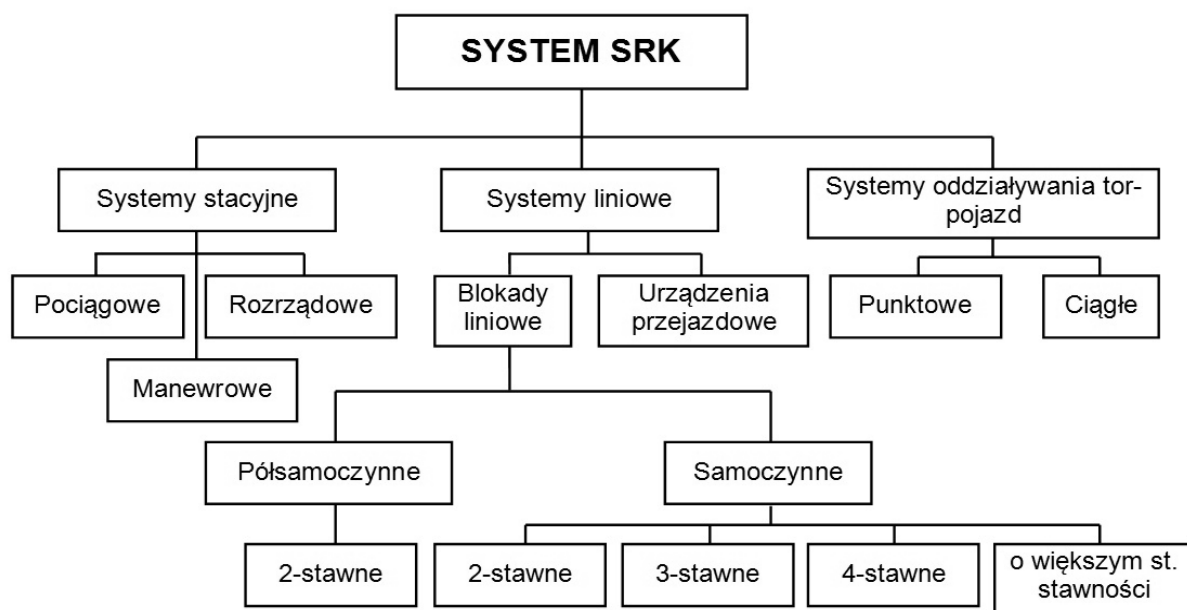 SYSTEM SRK
Systemy stacyjne
Systemy liniowe
Systemy oddziaływania tor-
pojazd
Pociągowe
Rozrządowe
Blokady
liniowe
Urządzenia
przejazdowe
Punktowe
Ciągłe
Manewrowe
Półsamoczynne
Samoczynne
2-stawne
2-stawne
3-stawne
4-stawne
o większym st.
stawności